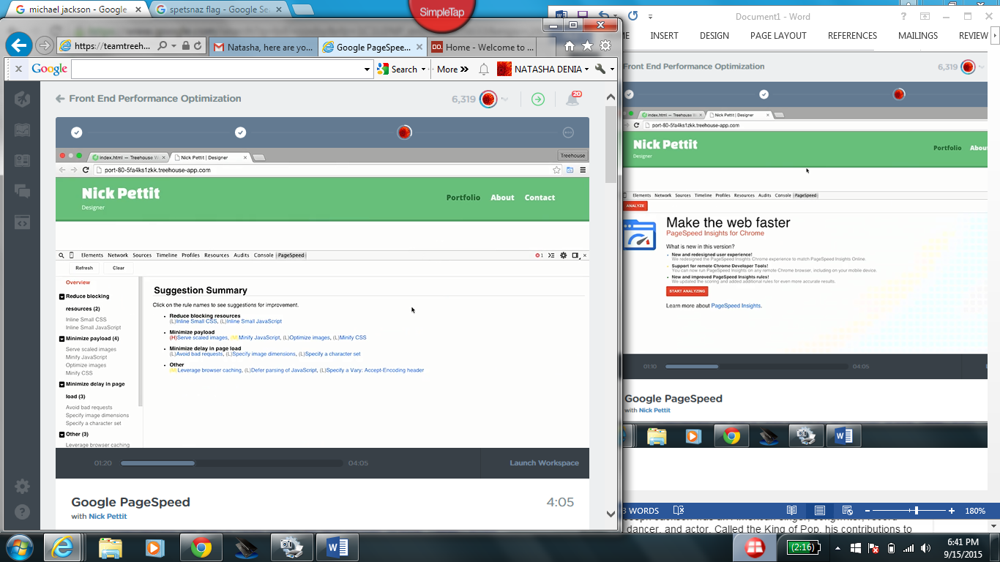 michael jackson - Google
spetsnaz flag - Google Se
SimpleTap
Document1 - Word
https://teamtreeh...
Natasha, here are yo...
Google PageSpee...
Home - Welcome to ...
INSERT DESIGN PAGE LAYOUT REFERENCES MAILINGS REVIEW
Google
Search
More »
NATASHA DENIA
Front End Performance Optimization
6,319
20
index.html — Treehouse W
Nick Pettit | Designer
Treehouse
port-80-5fa4ks1zkk.treehouse-app.com
Nick Pettit
Designer
Portfolio About Contact
Elements Network Sources Timeline Profiles Resources Audits Console PageSpeed
1
Refresh Clear
Overview
Reduce blocking
resources (2)
Inline Small CSS
Inline Small JavaScript
Minimize payload (4)
Serve scaled images
Minify JavaScript
Optimize images
Minify CSS
Minimize delay in page
load (3)
Avoid bad requests
Specify image dimensions
Specify a character set
Other (3)
Leverage browser caching
Suggestion Summary
Click on the rule names to see suggestions for improvement.
Reduce blocking resources
(L)Inline Small CSS, (L)Inline Small JavaScript
Minimize payload
(H)Serve scaled images, (M)Minify JavaScript, (L)Optimize images, (L)Minify CSS
Minimize delay in page load
(L)Avoid bad requests, (L)Specify image dimensions, (L)Specify a character set
Other
(M)Leverage browser caching, (L)Defer parsing of JavaScript, (L)Specify a Vary: Accept-Encoding header
01:20
04:05
Launch Workspace
Google PageSpeed
4:05
with Nick Pettit
Front End Performance Optimization
6,319
index.html — Treehouse W
Nick Pettit | Designer
port-80-5fa4ks1zkk.treehouse-app.com
Nick Pettit
Designer
Portfolio Abou
Elements Network Sources Timeline Profiles Resources Audits Console PageSpeed
ANALYZE
Make the web faster
PageSpeed Insights for Chrome
What is new in this version?
New and redesigned user experience!
We redesigned the PageSpeed Insights Chrome experience to match PageSpeed Insights Online.
Support for remote Chrome Developer Tools!
You can now run PageSpeed Insights on any remote Chrome browser, including on your mobile device.
New and improved PageSpeed Insights rules!
We updated the scoring and added additional rules for even more accurate results.
START ANALYZING
Learn more about PageSpeed Insights.
01:10
04:05
Google PageSpeed
with Nick Pettit
3 WORDS
180%
dancer, and actor. Called the King of Pop, his contributions to
(2:16)
6:41 PM
9/15/2015